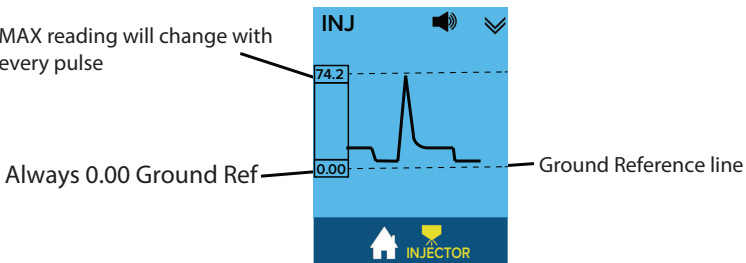 INJ
MAX reading will change with
every pulse
74.2
Always 0.00 Ground Ref
0.00
Ground Reference line
INJECTOR